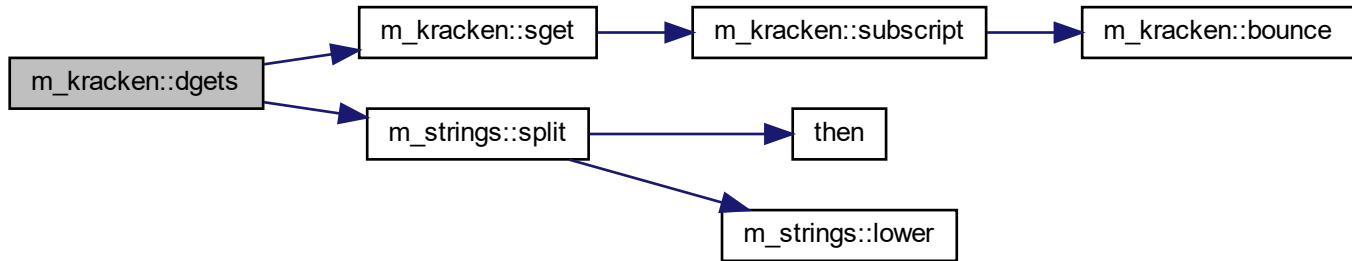 m_kracken::sget
m_kracken::subscript
m_kracken::bounce
m_kracken::dgets
m_strings::split
then
m_strings::lower